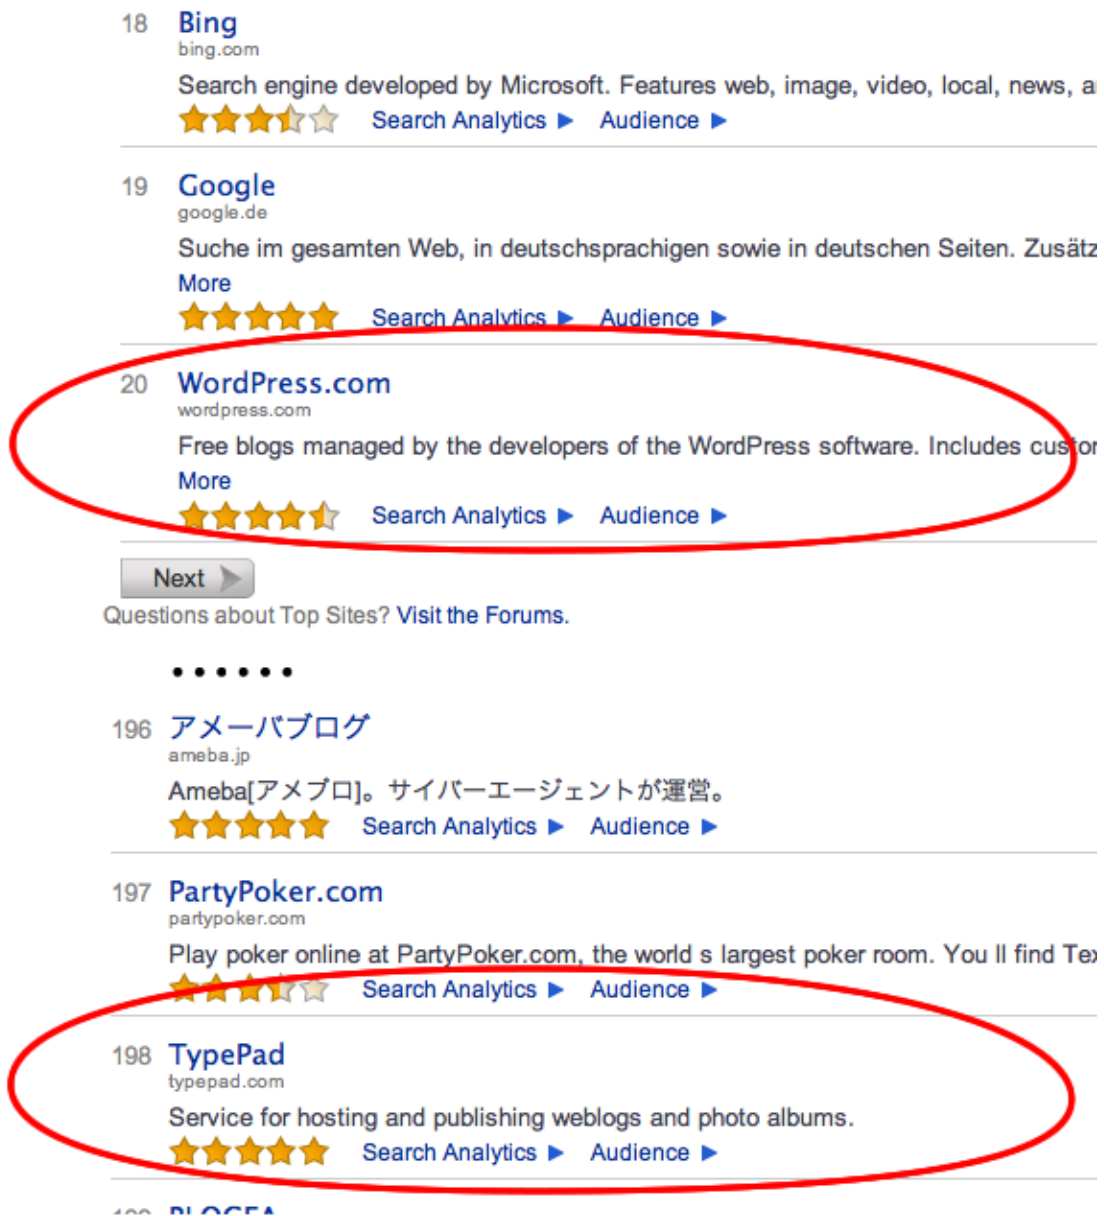 18 Bing
bing.com
Search engine developed by Microsoft. Features web, image, video, local, news,
Search Analytics ▶ Audience ▶
19 Google
google.de
Suche im gesamten Web, in deutschsprachigen sowie in deutschen Seiten. Zusätz
More
Search Analytics ▶ Audience ▶
20 WordPress.com
wordpress.com
Free blogs managed by the developers of the WordPress software. Includes custom
More
Search Analytics ▶ Audience ▶
Next
Questions about Top Sites? Visit the Forums.
• • • • • •
196 アメーバブログ
ameba.jp
Ameba[アメブロ]。サイバーエージェントが運営。
Search Analytics ▶ Audience ▶
197 PartyPoker.com
partypoker.com
Play poker online at PartyPoker.com, the world s largest poker room. You ll find Tex
Search Analytics ▶ Audience ▶
198 TypePad
typepad.com
Service for hosting and publishing weblogs and photo albums.
Search Analytics ▶ Audience ▶